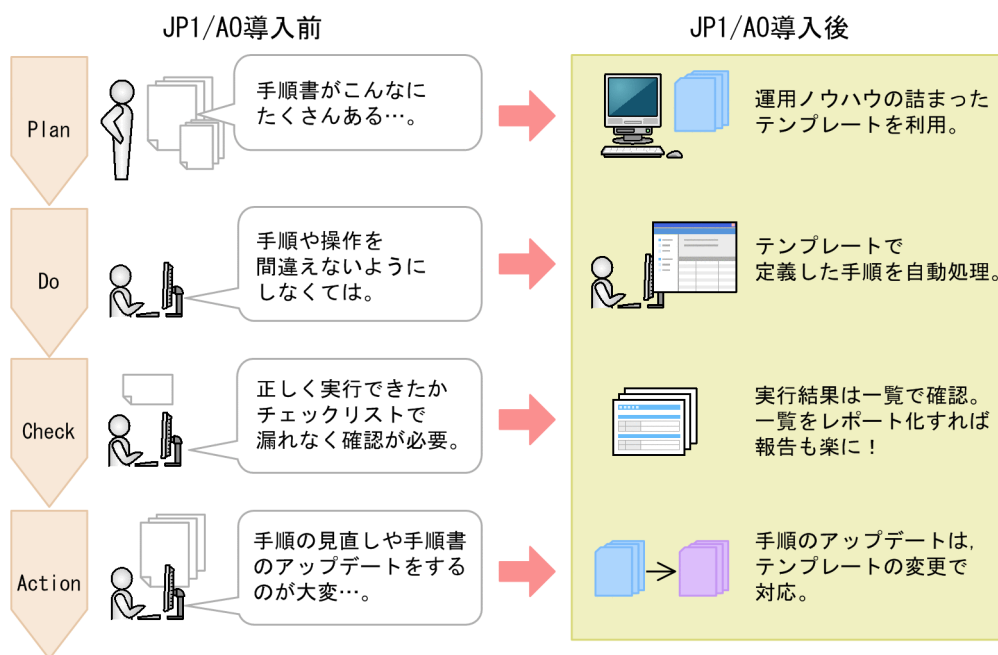 JP1/AO導入前
JP1/AO導入後
Plan
手順書がこんなに
たくさんある…。
運用ノウハウの詰まった
テンプレートを利用。
Do
手順や操作を
間違えないように
しなくては。
テンプレートで
定義した手順を自動処理。
Check
正しく実行できたか
チェックリストで
漏れなく確認が必要。
実行結果は一覧で確認。
一覧をレポート化すれば
報告も楽に！
Action
手順の見直しや手順書
のアップデートをする
のが大変…。
手順のアップデートは,
テンプレートの変更で
対応。